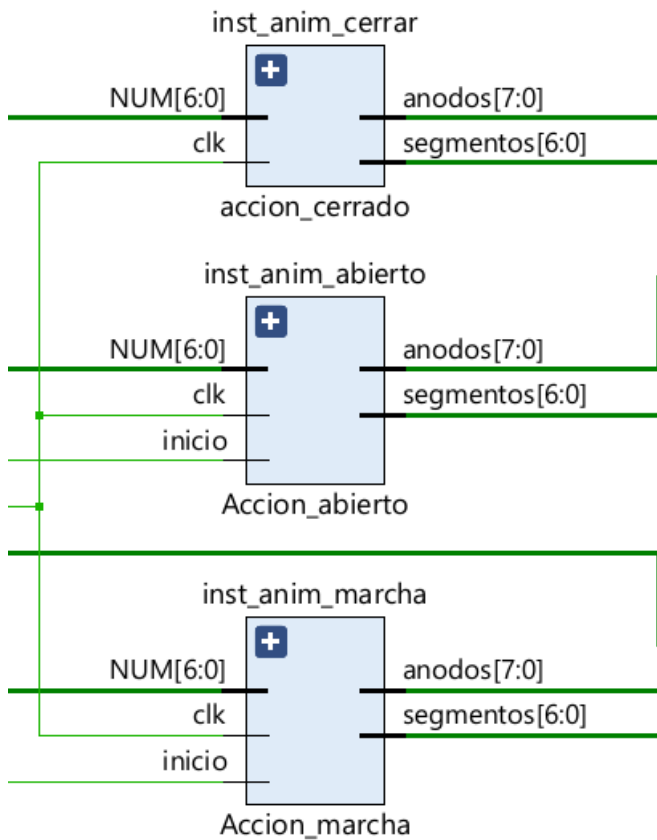 inst_anim_cerrar
NUM[6:0] anodos[7:0]
clk segmentos[6:0]
accion_cerrado
inst_anim_abierto
NUM[6:0] anodos[7:0]
clk segmentos[6:0]
inicio
Accion_abierto
inst_anim_marcha
NUM[6:0] anodos[7:0]
clk segmentos[6:0]
inicio
Accion_marcha